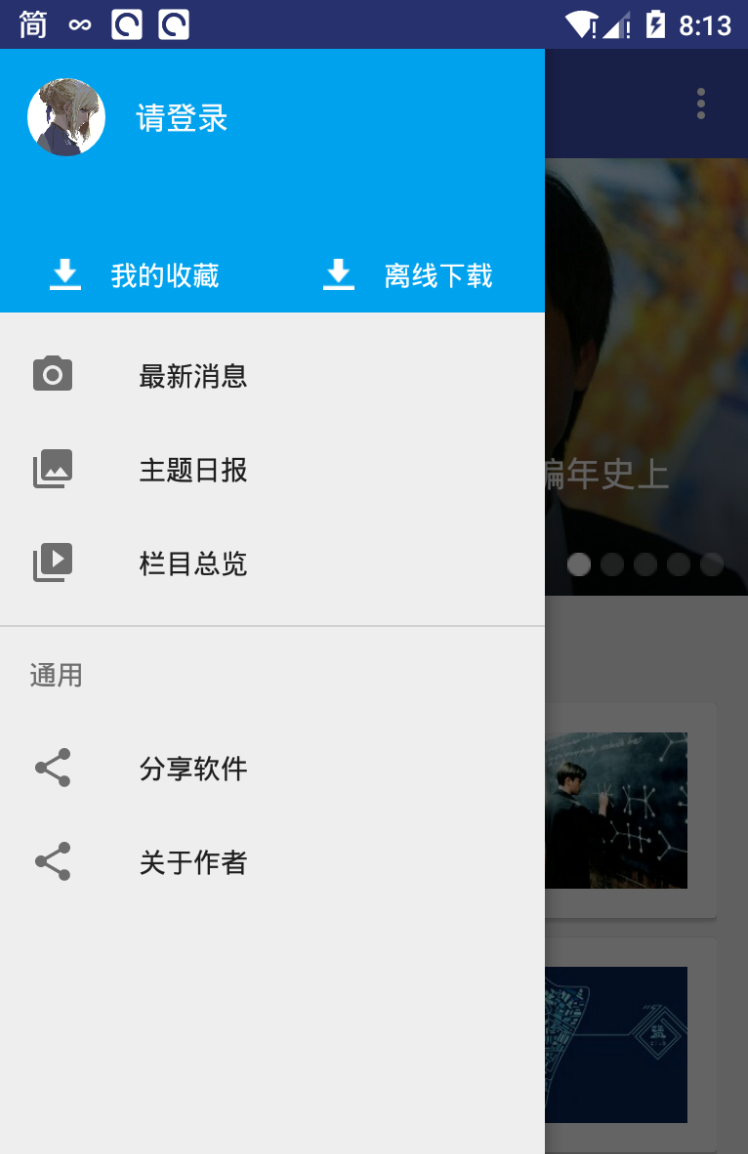 简 8:13
请登录
我的收藏 离线下载
最新消息
主题日报
编年史上
栏目总览
通用
分享软件
关于作者